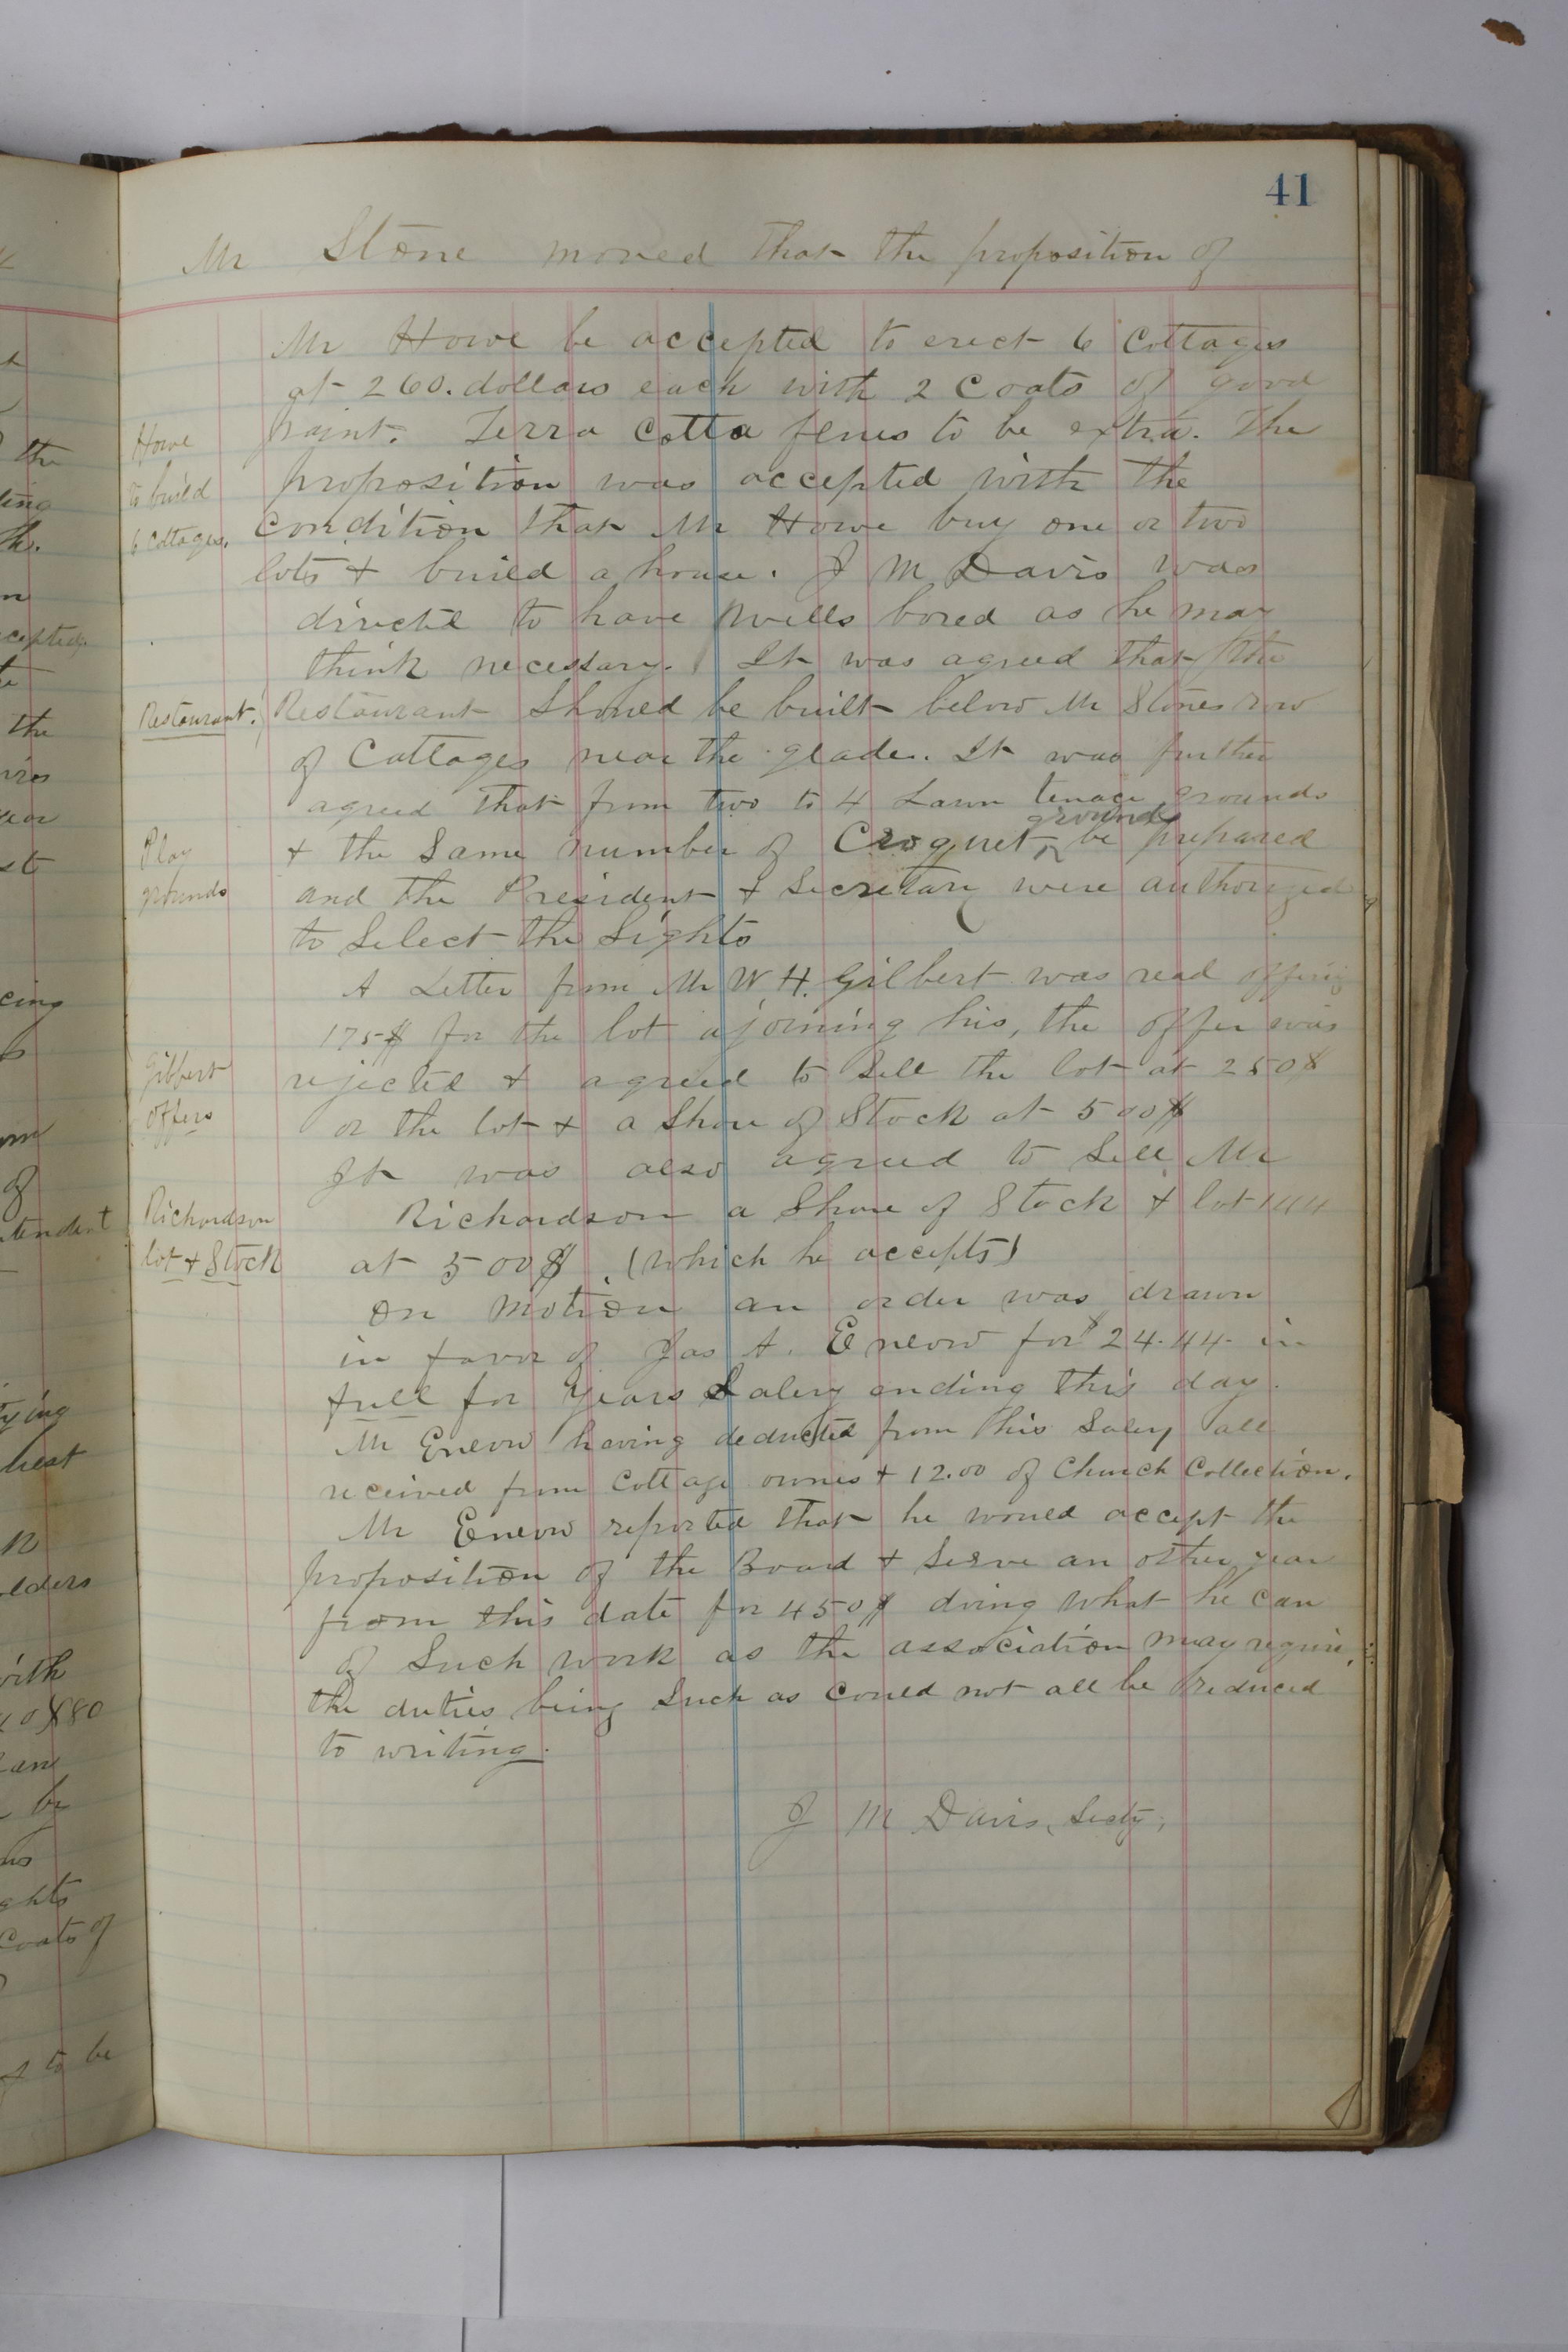 41
Mr Stone moved that the proposition of
Mr Howe be accepted to erect 6 Cottages
at 260. dollars each with 2 Coats of good
paint. Terra Cotta flues to be extra. The
Howe
to build
6 Cottages.
proposition was accepted with the
condition that Mr Howe buy one or two
lots & build a house. J M Davis was
directed to have wells bored as he may
think necessary. It was agreed that the
Restaurant.
Restaurant Should be built below Mr Stones row
of Cottages near the glade. It was further
agreed that from two to 4 Lawn tenace grounds
& the Same number of Croquet grounds be prepared
Play
grounds
and the President & Secretary were authorized
to Select the Sights
A Letter from Mr W. H. Gilbert was read offering
175$ for the lot ajoining his, the offer was
Gilbert
offers
rejected & agreed to Sell the lot at 250$
or the lot & a Share of Stock at 500$
It was also agreed to Sell Mr
Richardson
lot & Stock
Richardson a Share of Stock & lot 144
at 500$. (which he accepts)
on motion an order was drawn
in favor of Jas A. Eneow for $24.44. in
full for Years Salery ending this day.
Mr Eneow having deducted from this Salery all
received from Cottage owners & 12.00 of Church Collection.
Mr Eneow reported that he would accept the
proposition of the Board & Serve an other year
from this date for 450$ doing what he can
of Such work as the association may require,
the duties being Such as Could not all be reduced
to writing.
J M Davis, Secty,